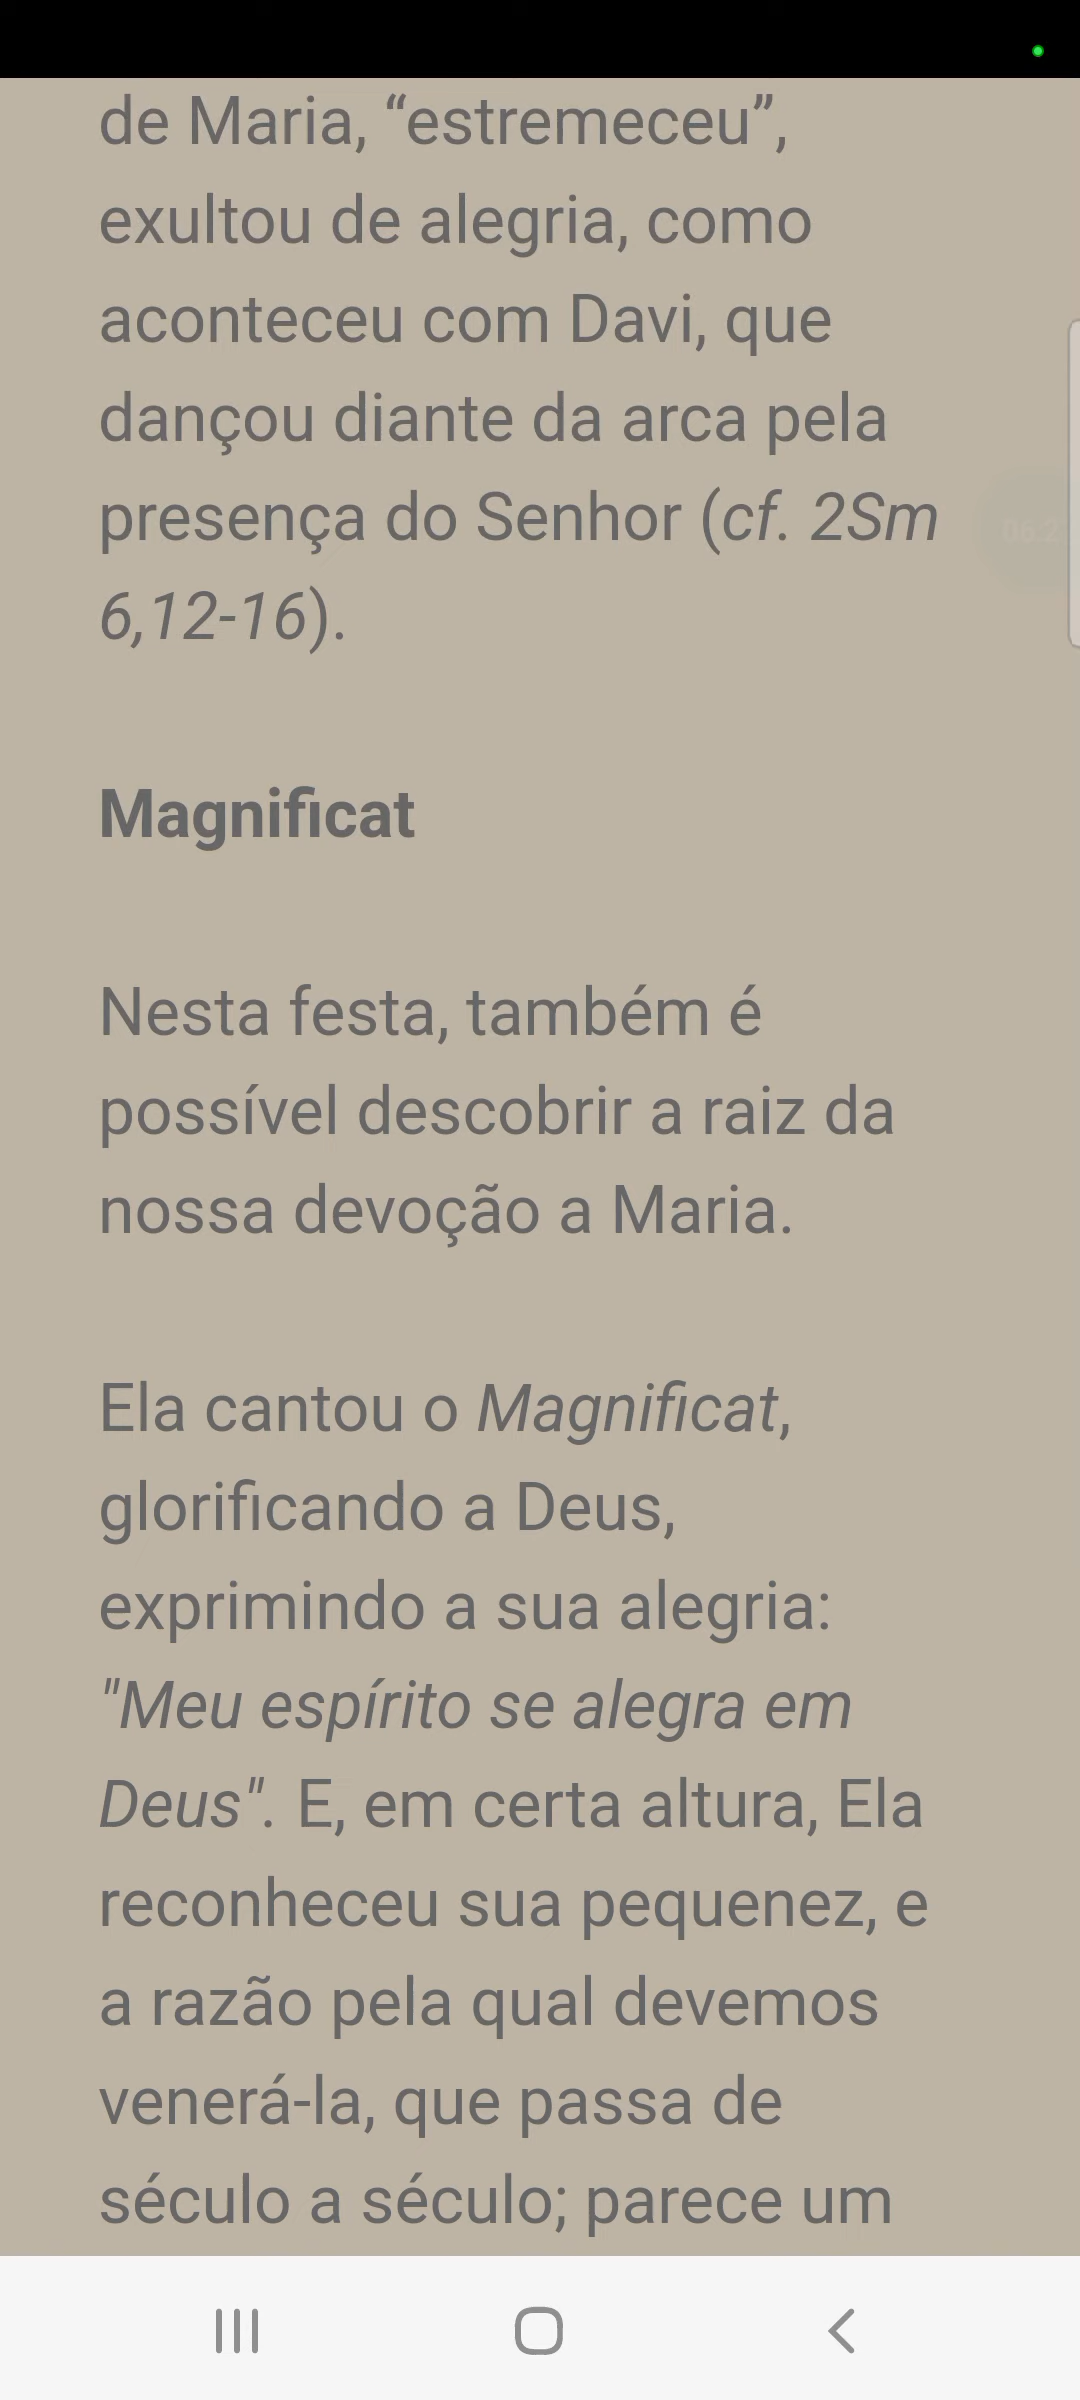 de Maria, “estremeceu”,
exultou de alegria, como
aconteceu com Davi, que
dançou diante da arca pela
presença do Senhor (cf. 2Sm
6,12-16).
Magnificat
Nesta festa, também é
possível descobrir a raiz da
nossa devoção a Maria.
Ela cantou o Magnificat,
glorificando a Deus,
exprimindo a sua alegria:
"Meu espírito se alegra em
Deus". E, em certa altura, Ela
reconheceu sua pequenez, e
a razão pela qual devemos
venerá-la, que passa de
século a século; parece um